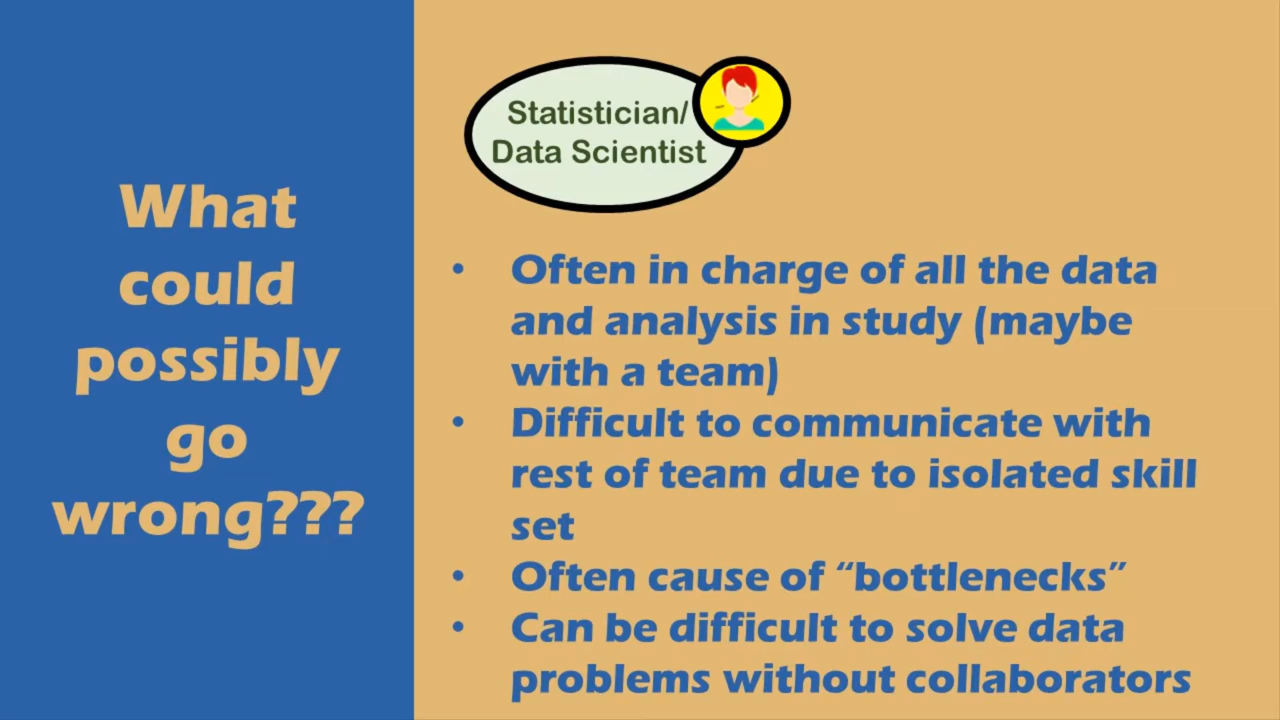 What
could
possibly
go
wrong???
Statistician/
Data Scientist
• Often in charge of all the data
and analysis in study (maybe
with a team)
• Difficult to communicate with
rest of team due to isolated skill
set
• Often cause of “bottlenecks”
• Can be difficult to solve data
problems without collaborators